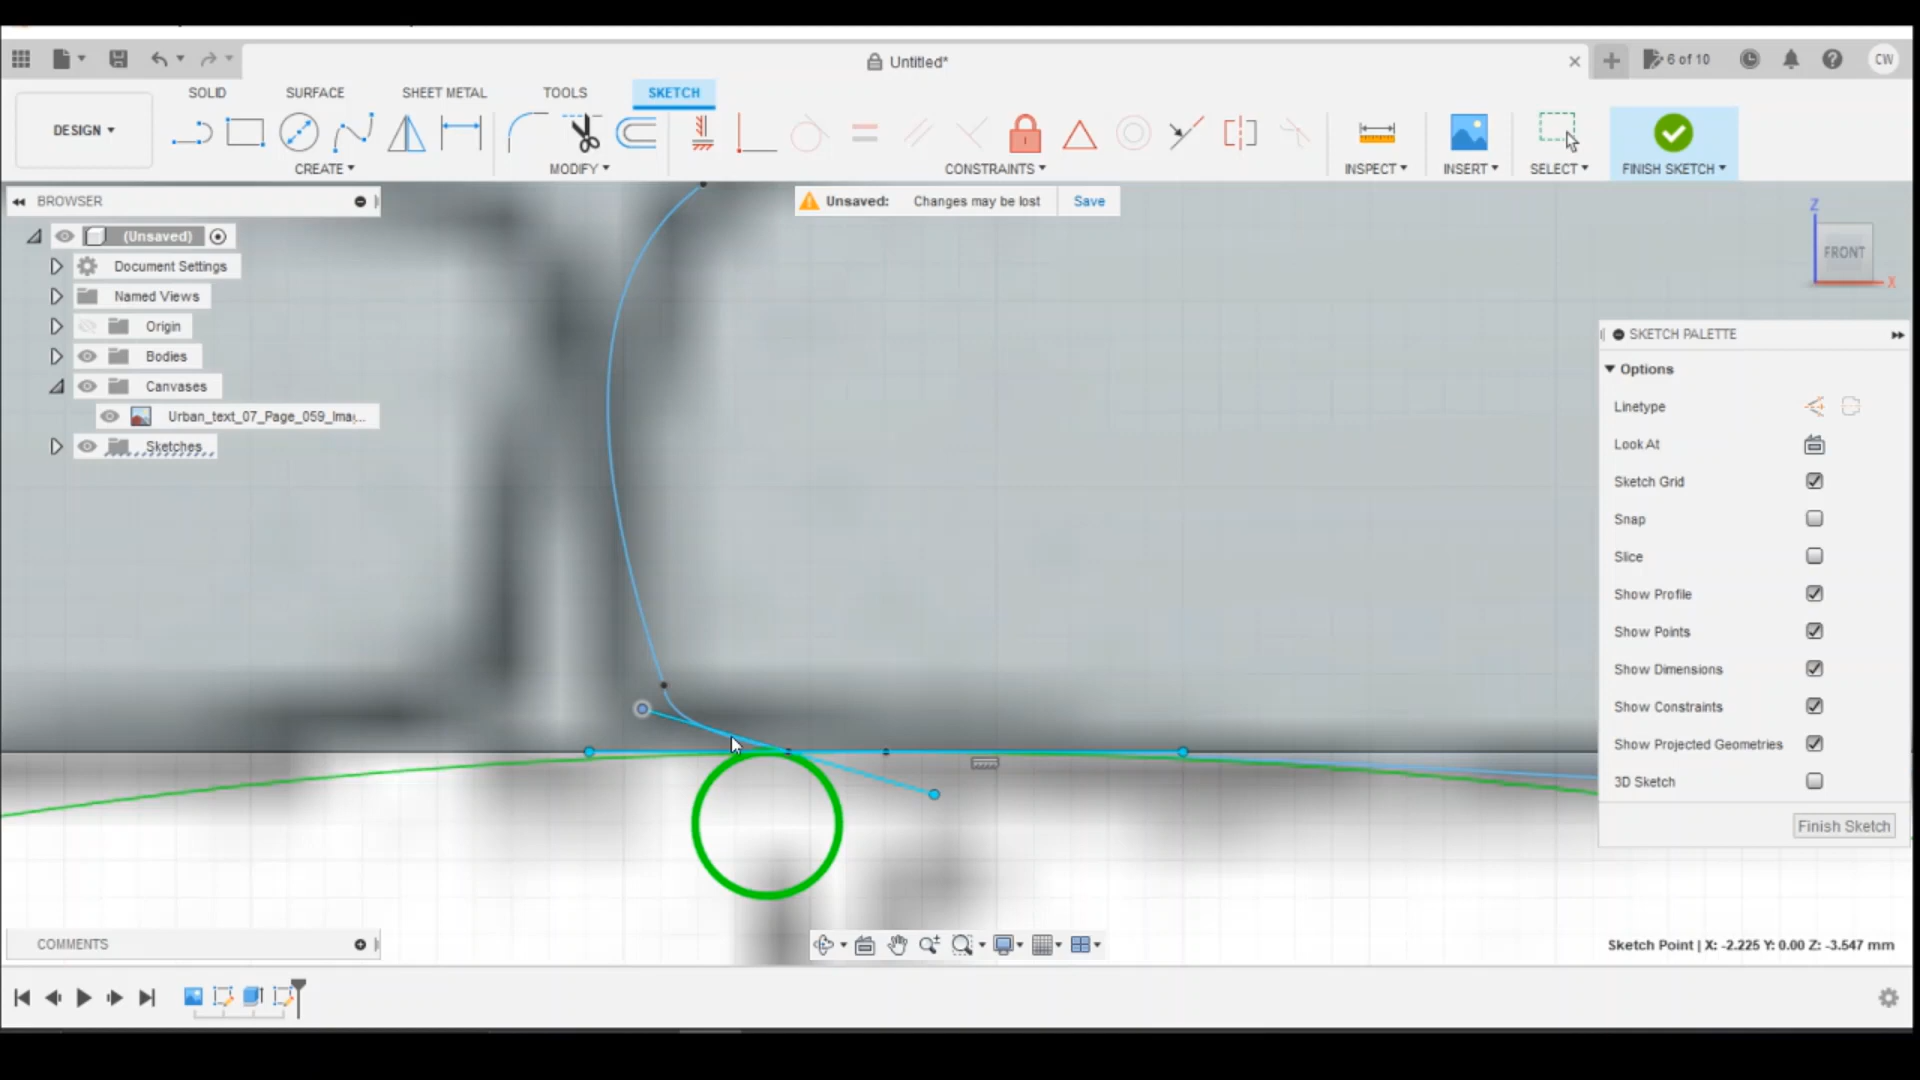 Untitled*
6 of 10
CW
SOLID
SURFACE
SHEET METAL
TOOLS
SKETCH
DESIGN
CREATE
MODIFY
CONSTRAINTS
INSPECT
INSERT
SELECT
FINISH SKETCH
BROWSER
Unsaved: Changes may be lost
Save
(Unsaved)
Document Settings
Named Views
Origin
Bodies
Canvases
Urban_text_07_Page_059_Ima...
Sketches
Z
FRONT
X
SKETCH PALETTE
Options
Linetype
Look At
Sketch Grid
Snap
Slice
Show Profile
Show Points
Show Dimensions
Show Constraints
Show Projected Geometries
3D Sketch
Finish Sketch
COMMENTS
Sketch Point | X: -2.225 Y: 0.00 Z: -3.547 mm